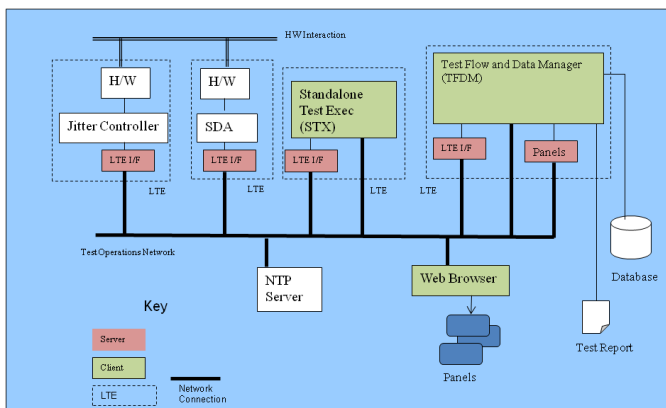 HW Interaction
H/W
H/W
Jitter Controller
SDA
Standalone
Test Exec
(STX)
Test Flow and Data Manager
(TFDM)
LTE I/F
LTE I/F
LTE I/F
LTE I/F
Panels
LTE
LTE
LTE
LTE
Test Operations Network
NTP
Server
Web Browser
Database
Panels
Test Report
Key
Server
Client
LTE
Network
Connection